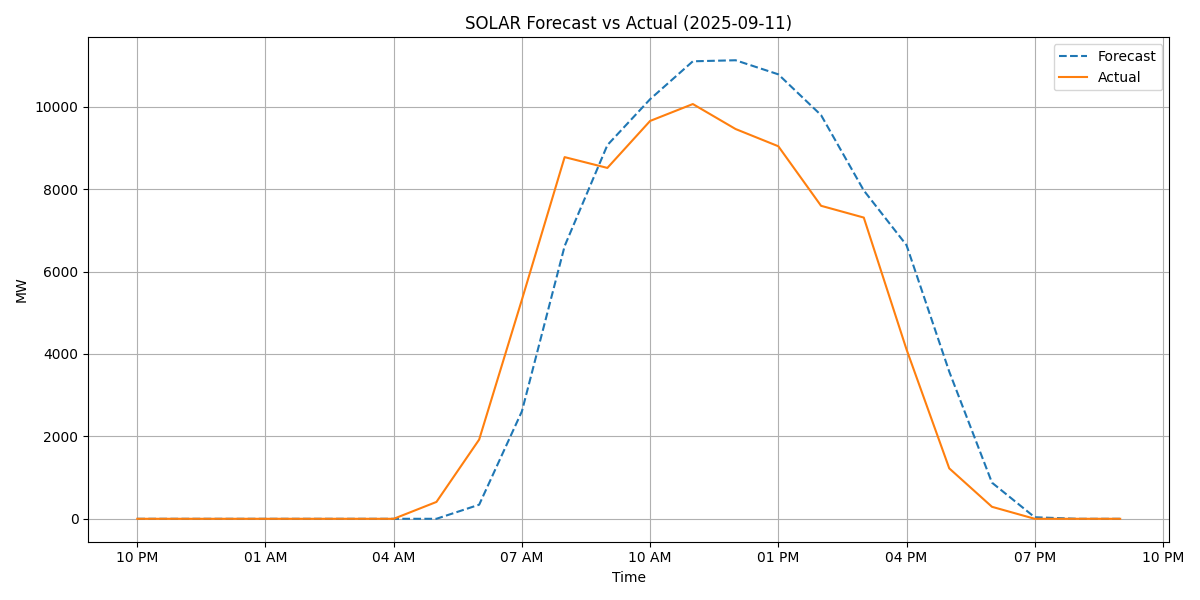 SOLAR Forecast vs Actual (2025-09-11)
Forecast
Actual
MW
10000
8000
6000
4000
2000
0
10 PM 01 AM 04 AM 07 AM 10 AM 01 PM 04 PM 07 PM 10 PM
Time